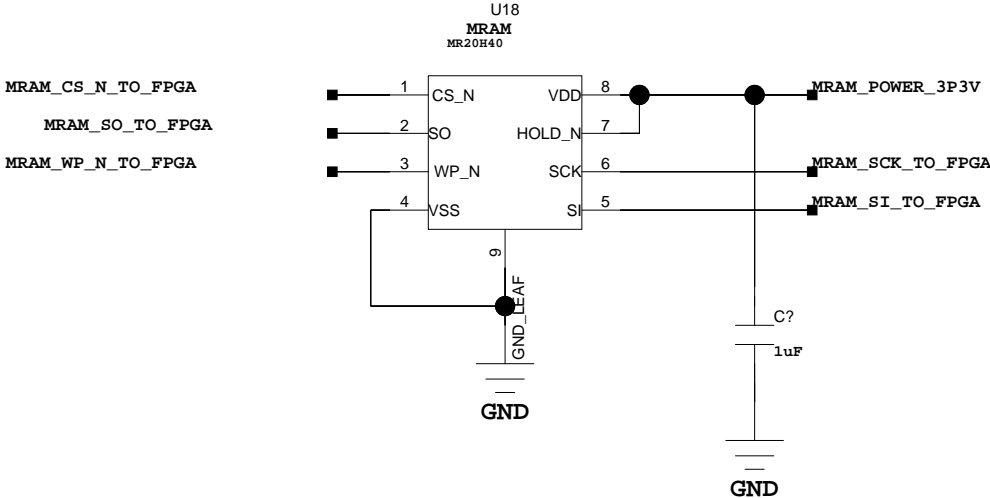 U18
MRAM
MR20H40
MRAM_CS_N_TO_FPGA 1 CS_N VDD 8 MRAM_POWER_3P3V
MRAM_SO_TO_FPGA 2 SO HOLD_N 7
MRAM_WP_N_TO_FPGA 3 WP_N SCK 6 MRAM_SCK_TO_FPGA
4 VSS SI 5 MRAM_SI_TO_FPGA
9
GND_LEAF
C?
1uF
GND
GND